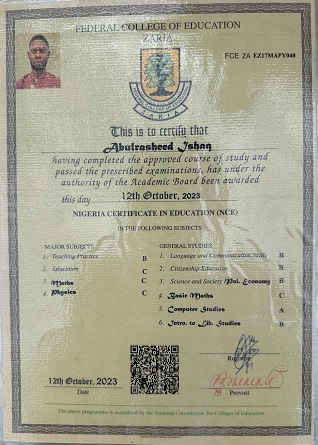 FEDERAL COLLEGE OF EDUCATION
ZARIA
FCE ZA EZ17MAPY040
ZARIA
This is to certify that
Abulrasheed Ishaq
having completed the approved course of study and
passed the prescribed examinations, has under the
authority of the Academic Board been awarded
this day 12th October, 2023
NIGERIA CERTIFICATE IN EDUCATION (NCE)
IN THE FOLLOWING SUBJECTS
MAJOR SUBJECTS
1. Teaching Practice B
2. Education C
3. Maths C
4. Physics C
GENERAL STUDIES
1. Language and Communication Skills B
2. Citizenship Education B
3. Science and Society /Pol. Economy B
4. Basic Maths C
5. Computer Studies A
6. Intro. to Lib. Studies B
12th October, 2023
Date
Registrar
Provost
The above programme is accredited by the National Commission for Colleges of Education